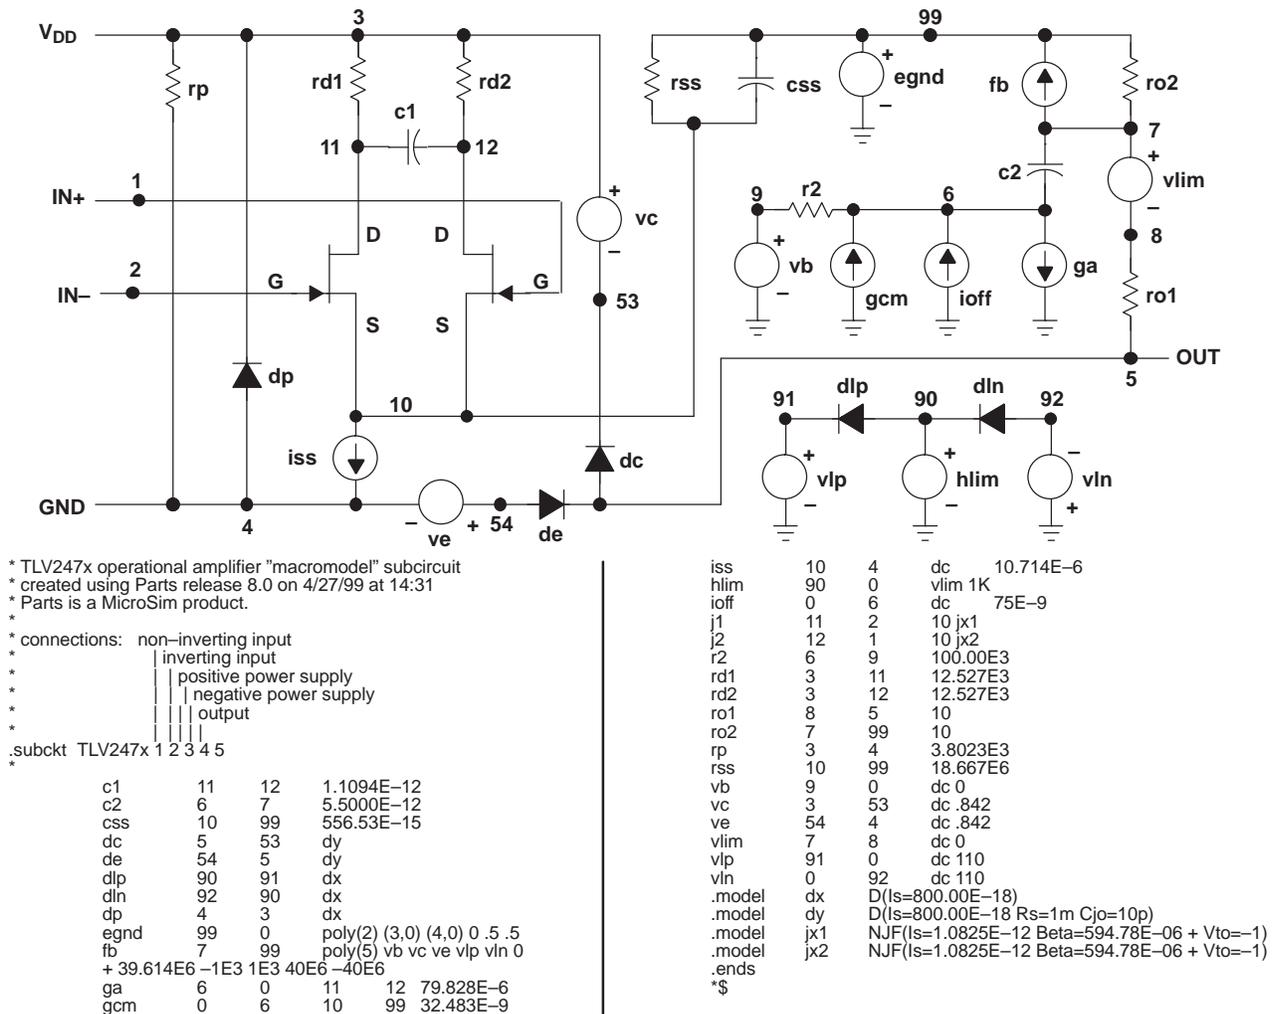 3
99
VDD
rp
rd1
rd2
c1
11
12
rss
css
+
egnd
–
fb
ro2
7
+
vlim
–
8
ro1
c2
9
r2
6
+
vb
–
gcm
ioff
ga
1
IN+
2
IN–
D
D
G
G
S
S
+
vc
–
53
dp
10
iss
dc
OUT
5
91
dlp
90
dln
92
+
vlp
–
+
hlim
–
–
vln
+
GND
4
–
ve
+
54
de
* TLV247x operational amplifier ”macromodel” subcircuit
* created using Parts release 8.0 on 4/27/99 at 14:31
* Parts is a MicroSim product.
*
* connections: non–inverting input
* | inverting input
* | | positive power supply
* | | | negative power supply
* | | | | output
* | | | | |
.subckt TLV247x 1 2 3 4 5
*
c1 11 12 1.1094E–12
c2 6 7 5.5000E–12
css 10 99 556.53E–15
dc 5 53 dy
de 54 5 dy
dlp 90 91 dx
dln 92 90 dx
dp 4 3 dx
egnd 99 0 poly(2) (3,0) (4,0) 0 .5 .5
fb 7 99 poly(5) vb vc ve vlp vln 0
+ 39.614E6 –1E3 1E3 40E6 –40E6
ga 6 0 11 12 79.828E–6
gcm 0 6 10 99 32.483E–9
iss 10 4 dc 10.714E–6
hlim 90 0 vlim 1K
ioff 0 6 dc 75E–9
j1 11 2 10 jx1
j2 12 1 10 jx2
r2 6 9 100.00E3
rd1 3 11 12.527E3
rd2 3 12 12.527E3
ro1 8 5 10
ro2 7 99 10
rp 3 4 3.8023E3
rss 10 99 18.667E6
vb 9 0 dc 0
vc 3 53 dc .842
ve 54 4 dc .842
vlim 7 8 dc 0
vlp 91 0 dc 110
vln 0 92 dc 110
.model dx D(Is=800.00E–18)
.model dy D(Is=800.00E–18 Rs=1m Cjo=10p)
.model jx1 NJF(Is=1.0825E–12 Beta=594.78E–06 + Vto=–1)
.model jx2 NJF(Is=1.0825E–12 Beta=594.78E–06 + Vto=–1)
.ends
*$